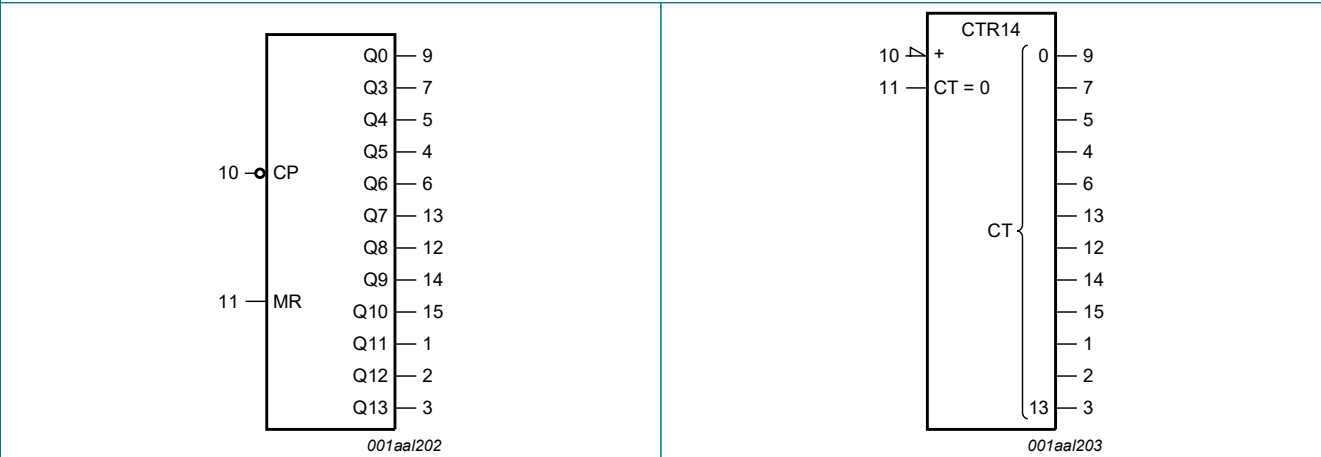 Q0 9
Q3 7
Q4 5
Q5 4
10 CP Q6 6
Q7 13
Q8 12
Q9 14
11 MR Q10 15
Q11 1
Q12 2
Q13 3
001aal202
CTR14
10 + 0 9
11 CT = 0 7
5
4
6
13
CT 12
14
15
1
2
13 3
001aal203